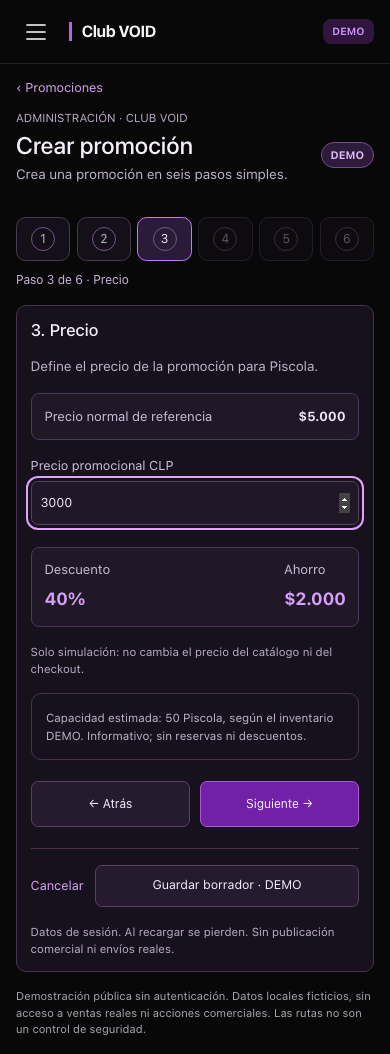 Club VOID
DEMO
‹ Promociones
ADMINISTRACIÓN · CLUB VOID
Crear promoción
DEMO
Crea una promoción en seis pasos simples.
1 2 3 4 5 6
Paso 3 de 6 · Precio
3. Precio
Define el precio de la promoción para Piscola.
Precio normal de referencia $5.000
Precio promocional CLP
3000
Descuento Ahorro
40% $2.000
Solo simulación: no cambia el precio del catálogo ni del
checkout.
Capacidad estimada: 50 Piscola, según el inventario
DEMO. Informativo; sin reservas ni descuentos.
← Atrás Siguiente →
Cancelar Guardar borrador · DEMO
Datos de sesión. Al recargar se pierden. Sin publicación
comercial ni envíos reales.
Demostración pública sin autenticación. Datos locales ficticios, sin
acceso a ventas reales ni acciones comerciales. Las rutas no son
un control de seguridad.